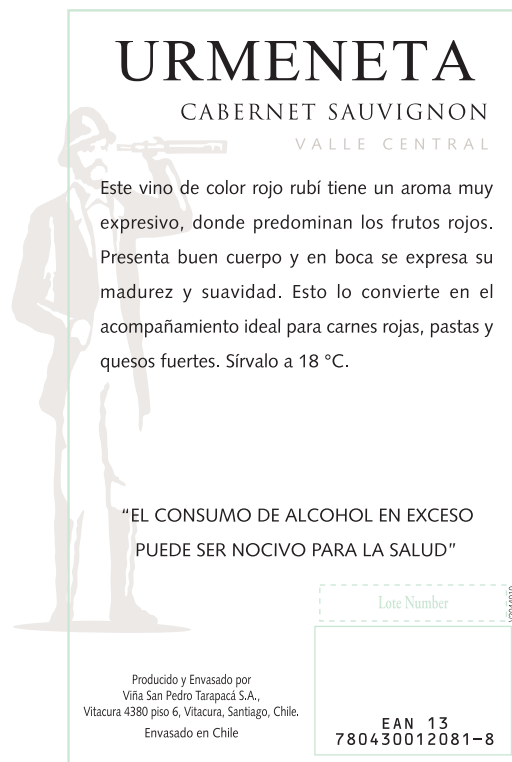 URMENETA
CABERNET SAUVIGNON
VALLE CENTRAL
Este vino de color rojo rubí tiene un aroma muy
expresivo, donde predominan los frutos rojos.
Presenta buen cuerpo y en boca se expresa su
madurez y suavidad. Esto lo convierte en el
acompañamiento ideal para carnes rojas, pastas y
quesos fuertes. Sírvalo a 18 °C.
“EL CONSUMO DE ALCOHOL EN EXCESO
PUEDE SER NOCIVO PARA LA SALUD”
Lote Number
Producido y Envasado por
Viña San Pedro Tarapacá S.A.,
Vitacura 4380 piso 6, Vitacura, Santiago, Chile.
Envasado en Chile
EAN 13
780430012081-8